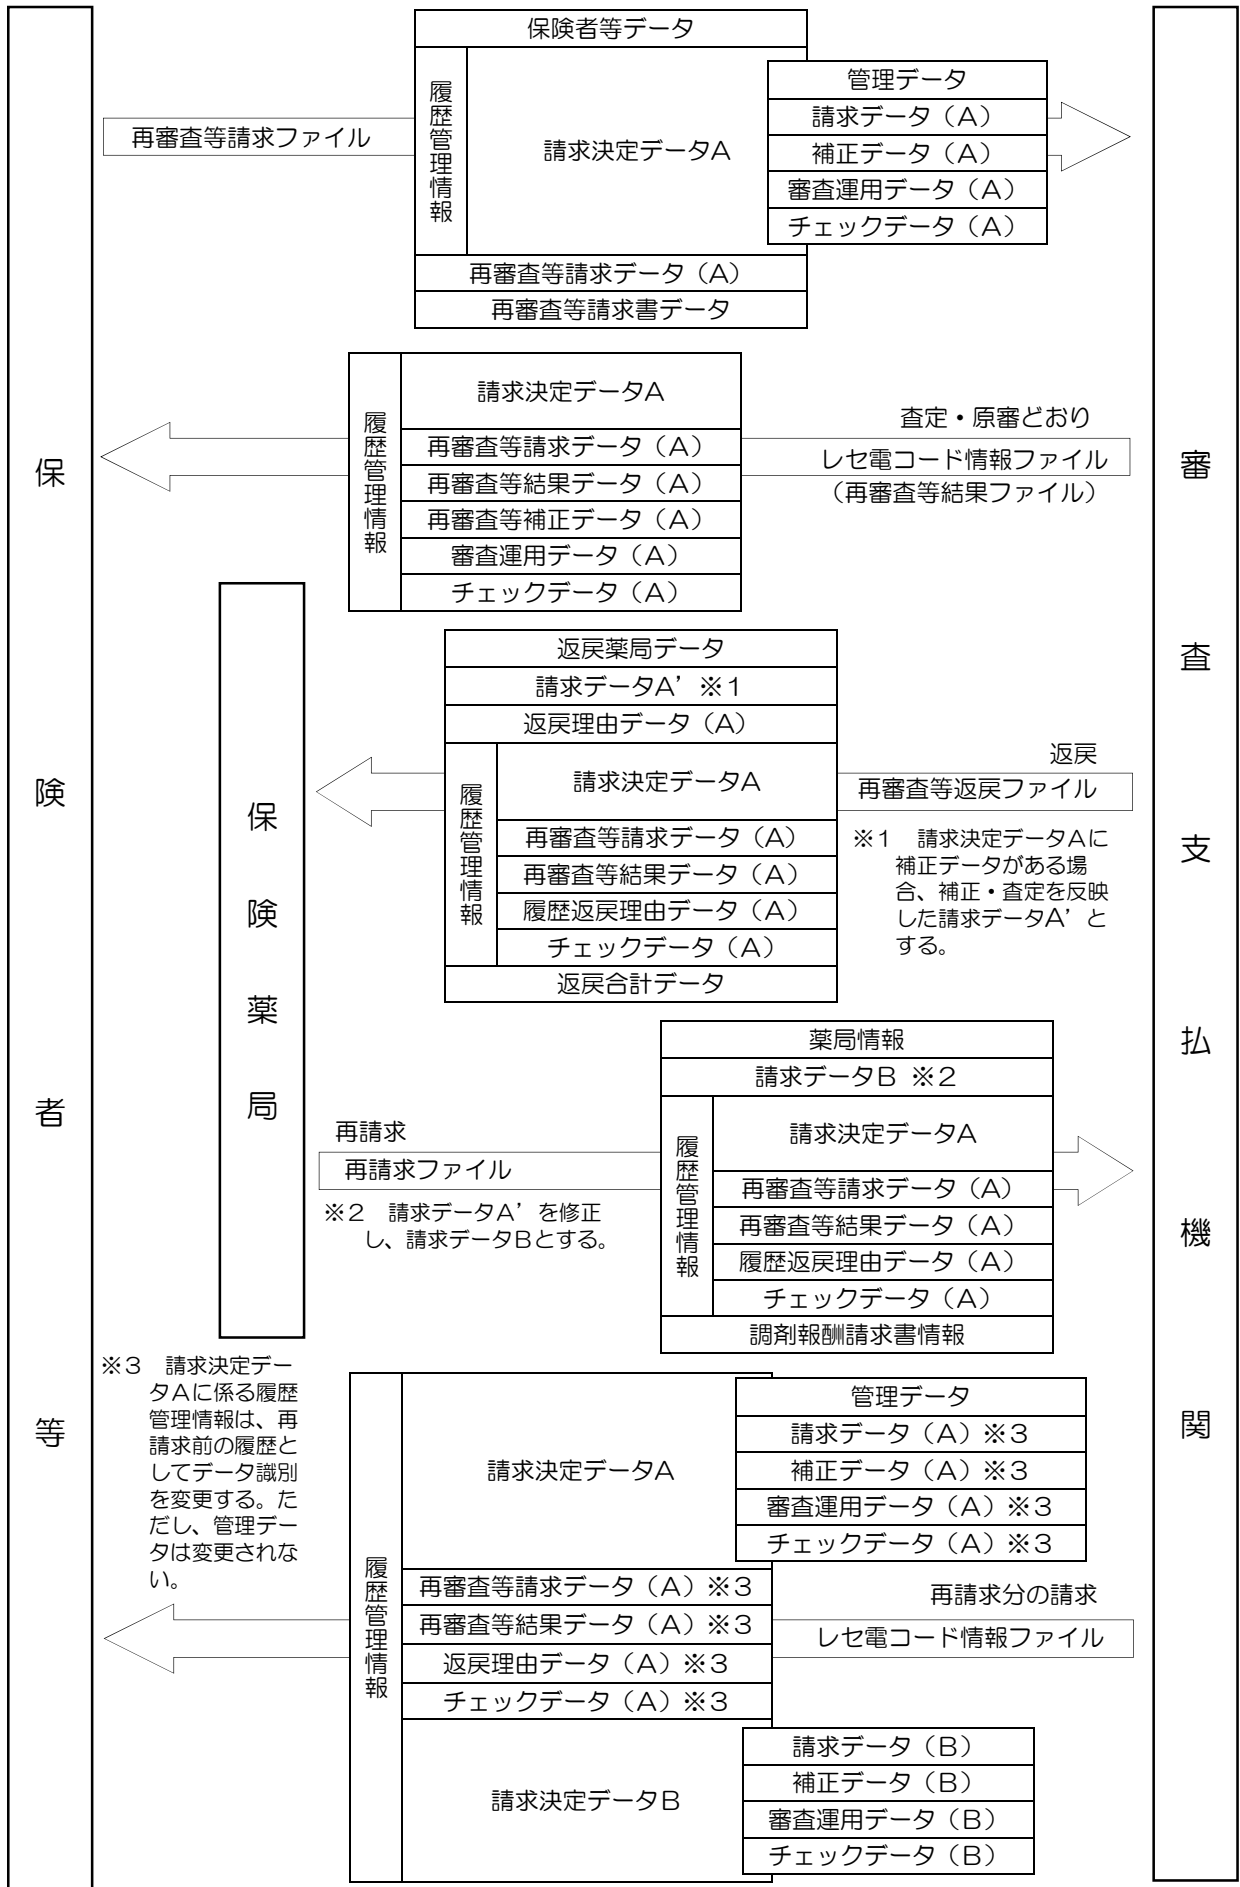 保険者等
審査支払機関
保険薬局
再審査等請求ファイル
保険者等データ
履歴管理情報
請求決定データA
管理データ
請求データ（A）
補正データ（A）
審査運用データ（A）
チェックデータ（A）
再審査等請求データ（A）
再審査等請求書データ
履歴管理情報
請求決定データA
再審査等請求データ（A）
再審査等結果データ（A）
再審査等補正データ（A）
審査運用データ（A）
チェックデータ（A）
査定・原審どおり
レセ電コード情報ファイル
（再審査等結果ファイル）
返戻薬局データ
請求データA’ ※1
返戻理由データ（A）
履歴管理情報
請求決定データA
再審査等請求データ（A）
再審査等結果データ（A）
履歴返戻理由データ（A）
チェックデータ（A）
返戻合計データ
返戻
再審査等返戻ファイル
※1　請求決定データAに
補正データがある場
合、補正・査定を反映
した請求データA’と
する。
再請求
再請求ファイル
※2　請求データA’を修正
し、請求データBとする。
薬局情報
請求データB ※2
履歴管理情報
請求決定データA
再審査等請求データ（A）
再審査等結果データ（A）
履歴返戻理由データ（A）
チェックデータ（A）
調剤報酬請求書情報
※3　請求決定デー
タAに係る履歴
管理情報は、再
請求前の履歴と
してデータ識別
を変更する。た
だし、管理デー
タは変更されな
い。
履歴管理情報
請求決定データA
管理データ
請求データ（A）※3
補正データ（A）※3
審査運用データ（A）※3
チェックデータ（A）※3
再審査等請求データ（A）※3
再審査等結果データ（A）※3
返戻理由データ（A）※3
チェックデータ（A）※3
再請求分の請求
レセ電コード情報ファイル
請求決定データB
請求データ（B）
補正データ（B）
審査運用データ（B）
チェックデータ（B）